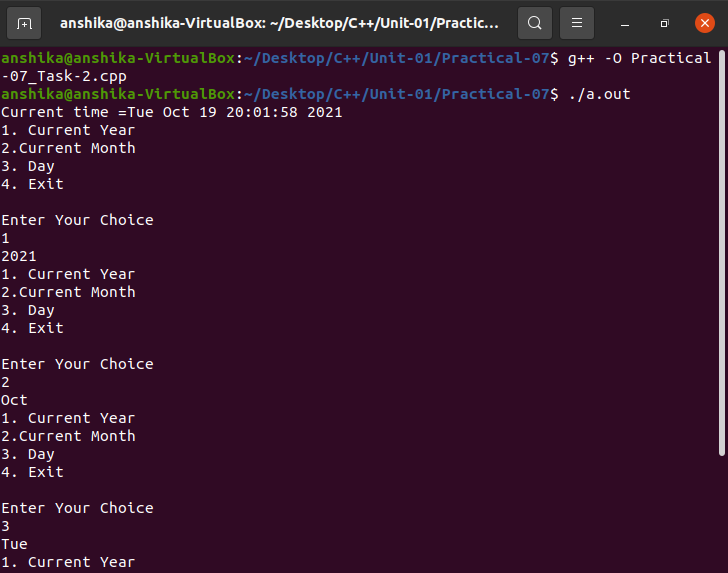 anshika@anshika-VirtualBox: ~/Desktop/C++/Unit-01/Practic...
anshika@anshika-VirtualBox:~/Desktop/C++/Unit-01/Practical-07$ g++ -O Practical
-07_Task-2.cpp
anshika@anshika-VirtualBox:~/Desktop/C++/Unit-01/Practical-07$ ./a.out
Current time =Tue Oct 19 20:01:58 2021
1. Current Year
2.Current Month
3. Day
4. Exit

Enter Your Choice
1
2021
1. Current Year
2.Current Month
3. Day
4. Exit

Enter Your Choice
2
Oct
1. Current Year
2.Current Month
3. Day
4. Exit

Enter Your Choice
3
Tue
1. Current Year